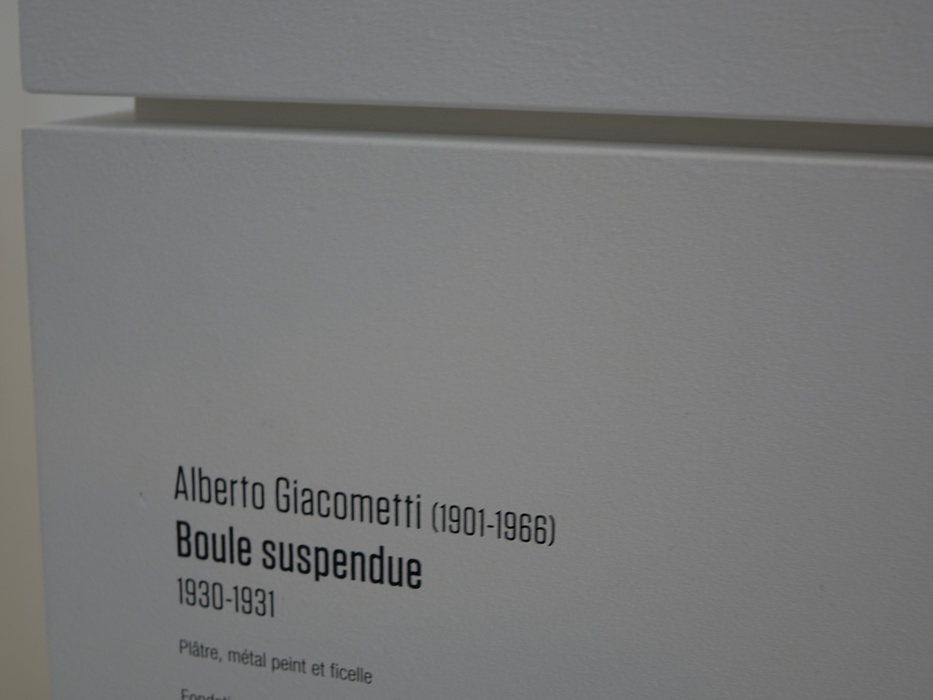 Alberto Giacometti (1901-1966)
Boule suspendue
1930-1931
Plâtre, métal peint et ficelle